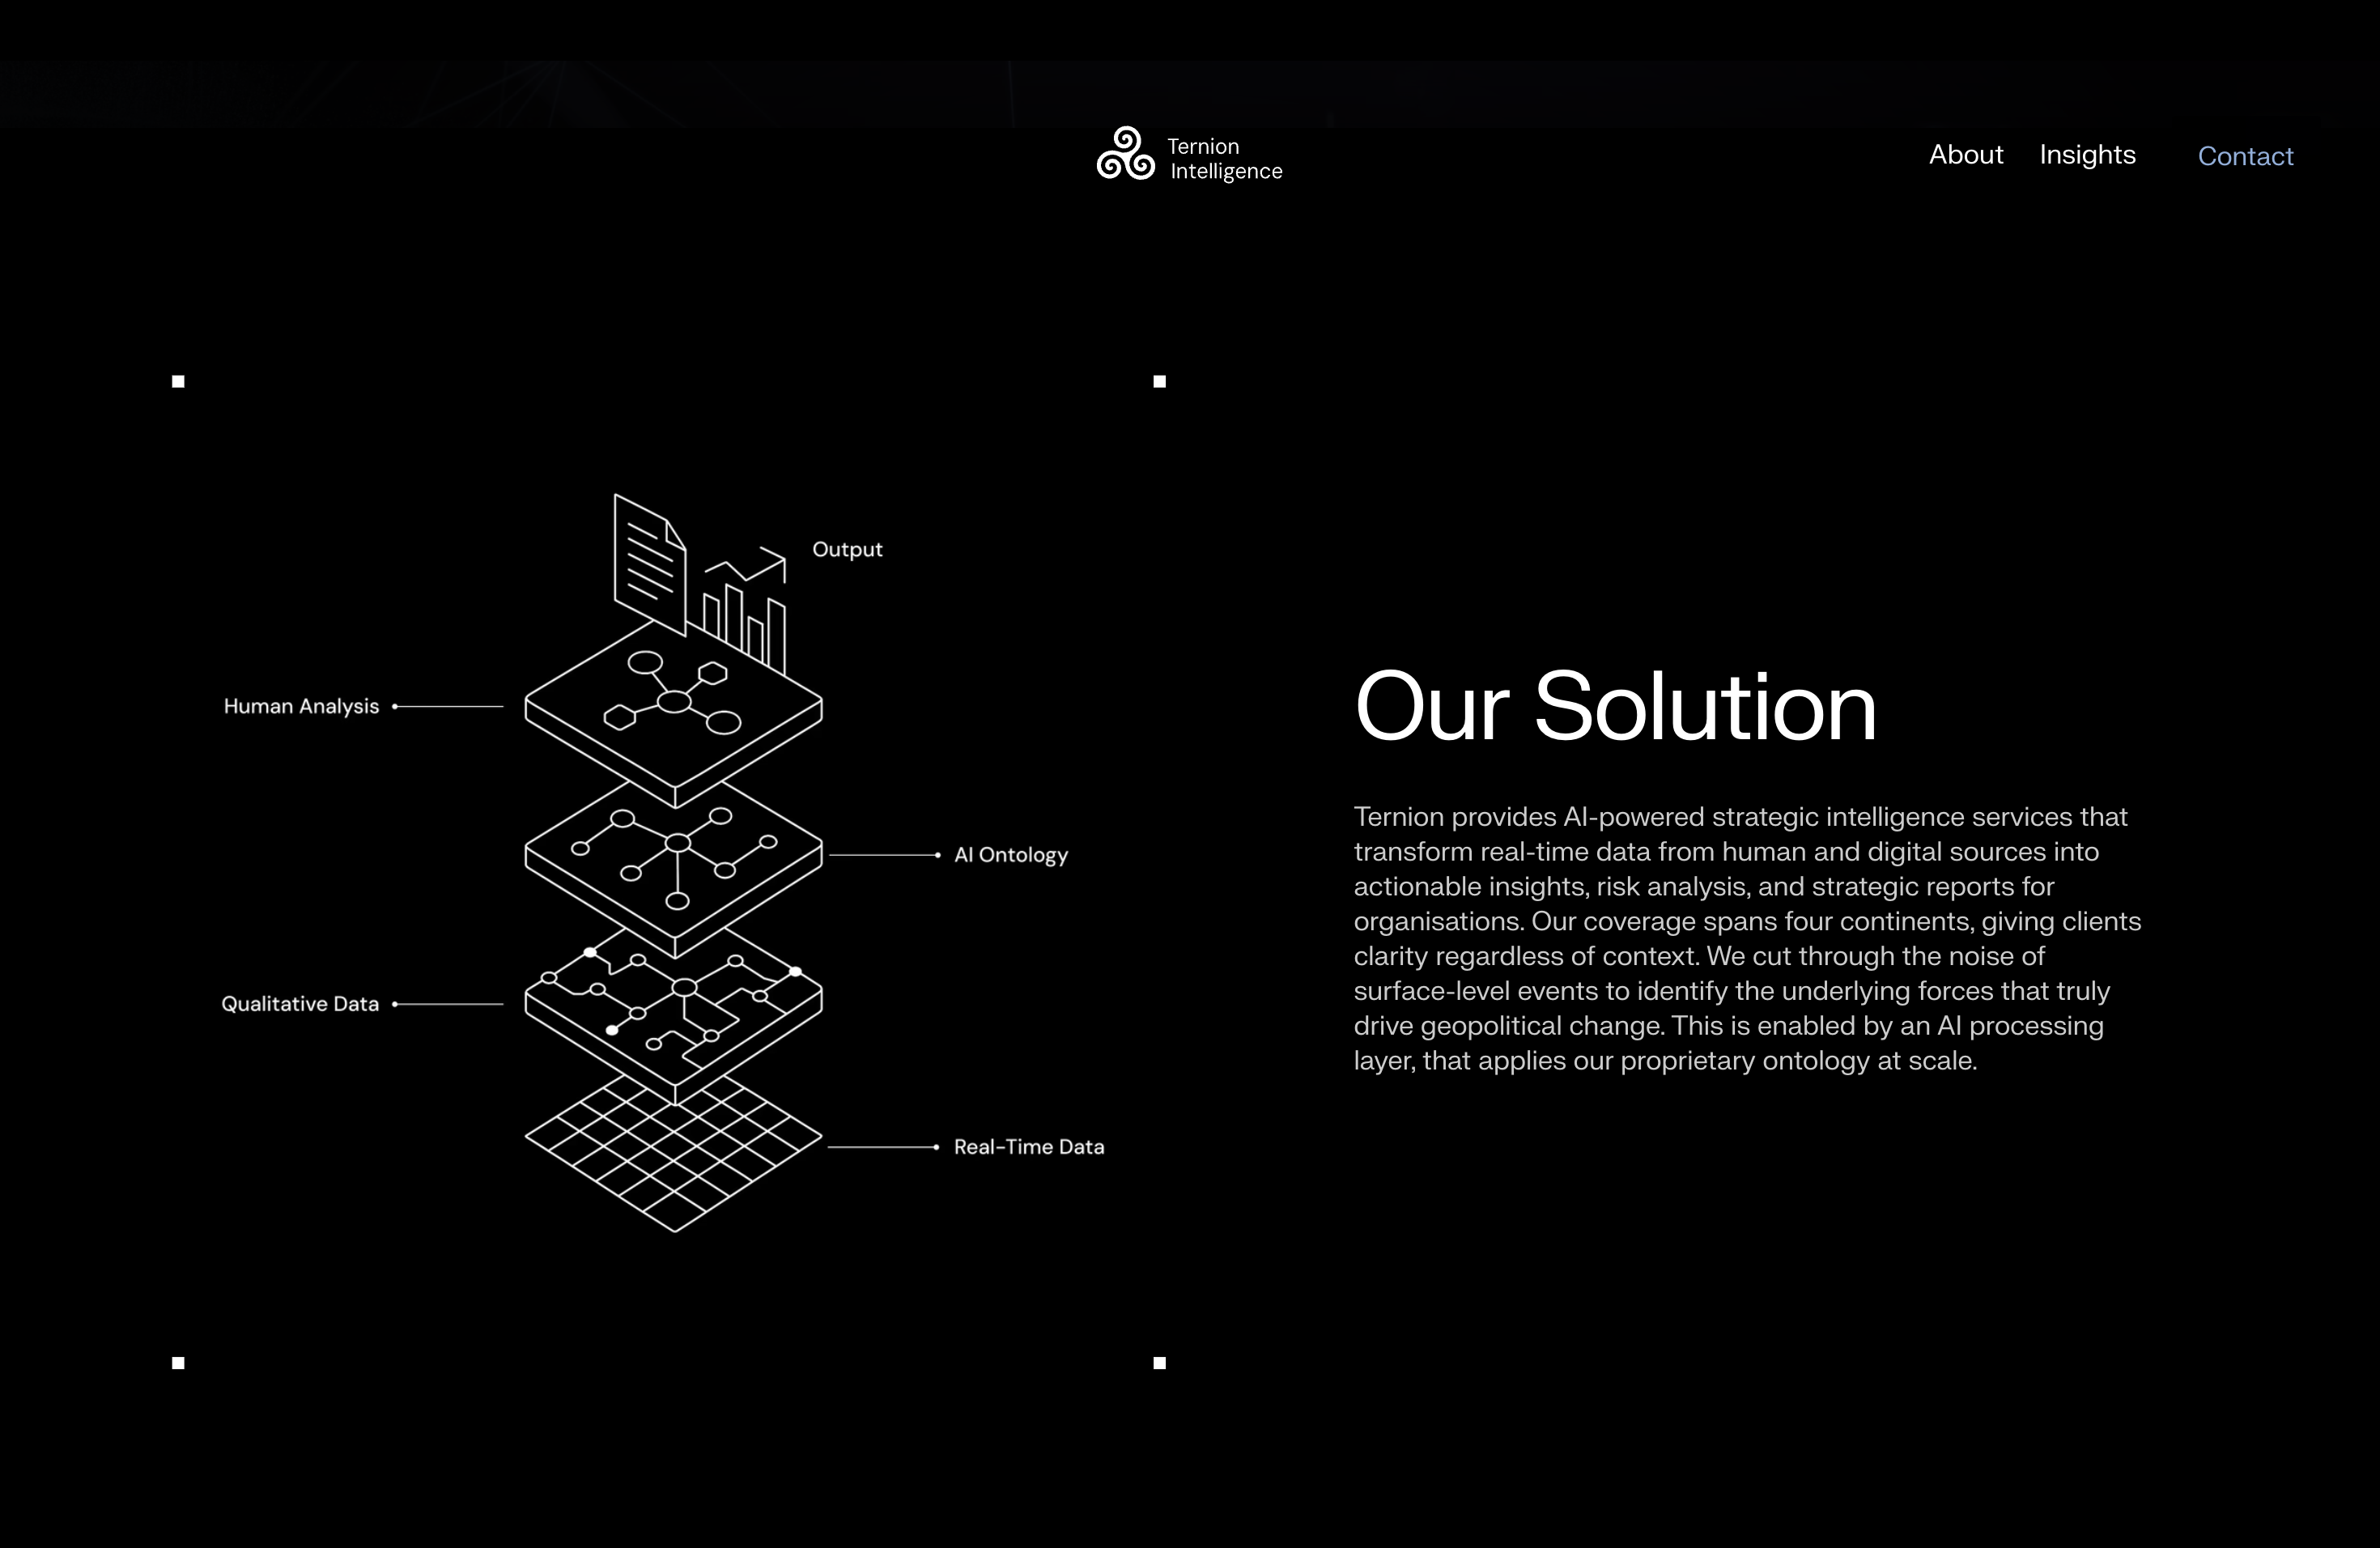 Ternion
Intelligence
About
Insights
Contact
Output
Human Analysis
AI Ontology
Qualitative Data
Real-Time Data
Our Solution
Ternion provides AI-powered strategic intelligence services that
transform real-time data from human and digital sources into
actionable insights, risk analysis, and strategic reports for
organisations. Our coverage spans four continents, giving clients
clarity regardless of context. We cut through the noise of
surface-level events to identify the underlying forces that truly
drive geopolitical change. This is enabled by an AI processing
layer, that applies our proprietary ontology at scale.